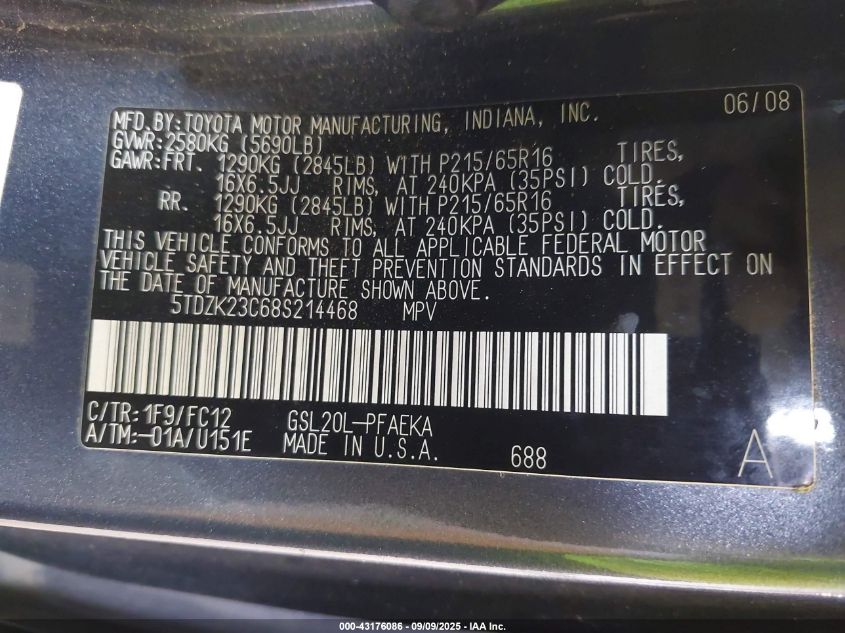 MFD.BY:TOYOTA MOTOR MANUFACTURING, INDIANA, INC. 06/08
GVWR:2580KG (5690LB)
GAWR:FRT. 1290KG (2845LB) WITH P215/65R16 TIRES,
16X6.5JJ RIMS, AT 240KPA (35PSI) COLD.
RR. 1290KG (2845LB) WITH P215/65R16 TIRES,
16X6.5JJ RIMS, AT 240KPA (35PSI) COLD.
THIS VEHICLE CONFORMS TO ALL APPLICABLE FEDERAL MOTOR
VEHICLE SAFETY AND THEFT PREVENTION STANDARDS IN EFFECT ON
THE DATE OF MANUFACTURE SHOWN ABOVE.
5TDZK23C68S214468 MPV
C/TR:1F9/FC12 GSL20L-PFAEKA
A/TM:-01A/U151E MADE IN U.S.A. 688 A
000-43176086 - 09/09/2025 - IAA Inc.